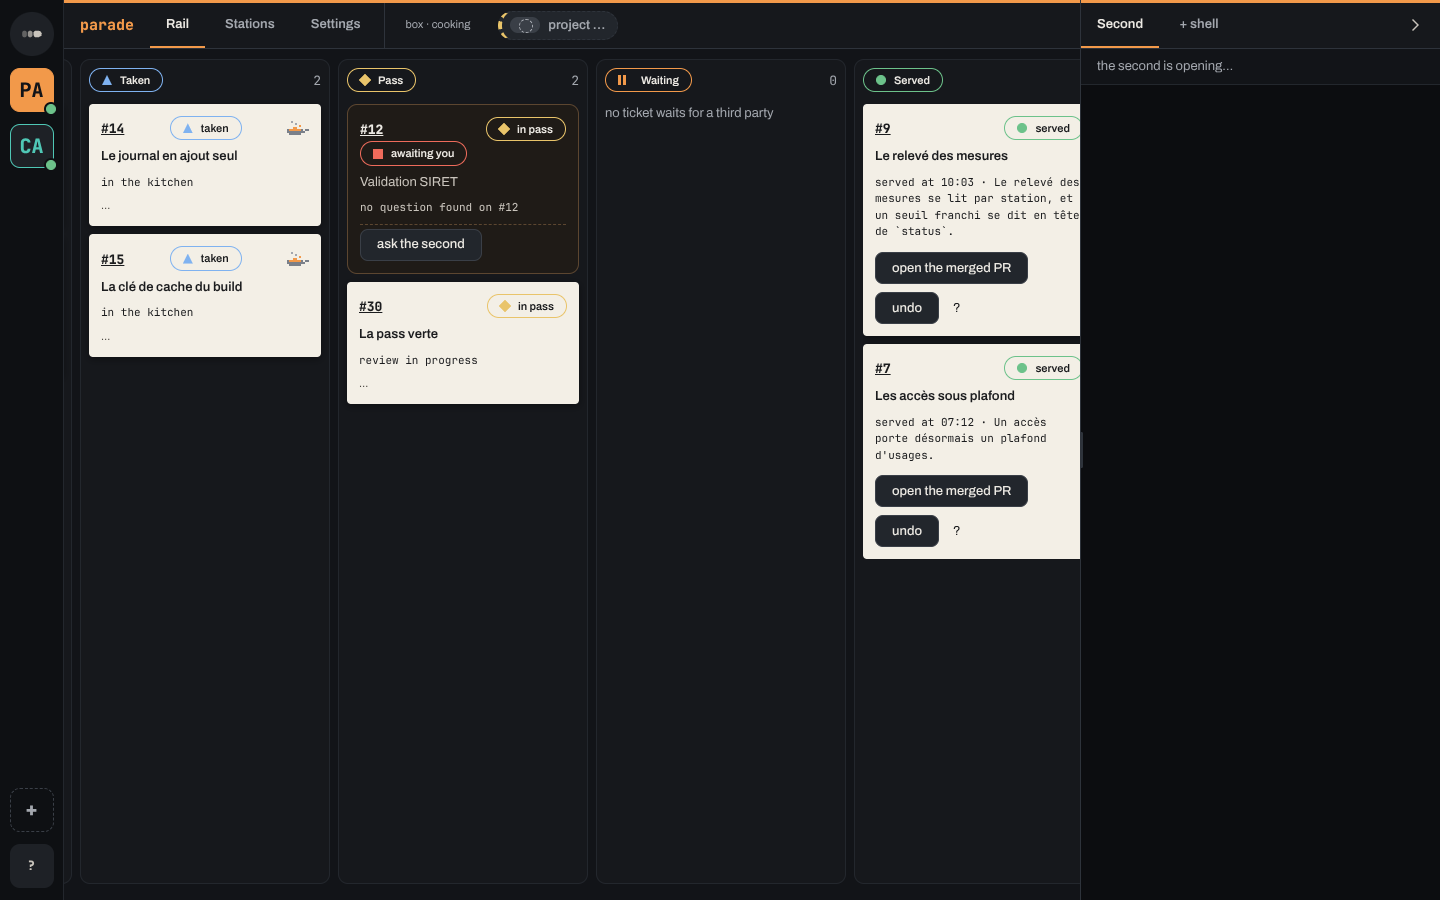 parade
Rail
Stations
Settings
box · cooking
project ...
Second
+ shell
PA
CA
+
?
Taken
2
#14
taken
Le journal en ajout seul
in the kitchen
...
#15
taken
La clé de cache du build
in the kitchen
...
Pass
2
#12
in pass
awaiting you
Validation SIRET
no question found on #12
ask the second
#30
in pass
La pass verte
review in progress
...
Waiting
0
no ticket waits for a third party
Served
#9
served
Le relevé des mesures
served at 10:03 · Le relevé des
mesures se lit par station, et
un seuil franchi se dit en tête
de `status`.
open the merged PR
undo
?
#7
served
Les accès sous plafond
served at 07:12 · Un accès
porte désormais un plafond
d'usages.
open the merged PR
undo
?
the second is opening...